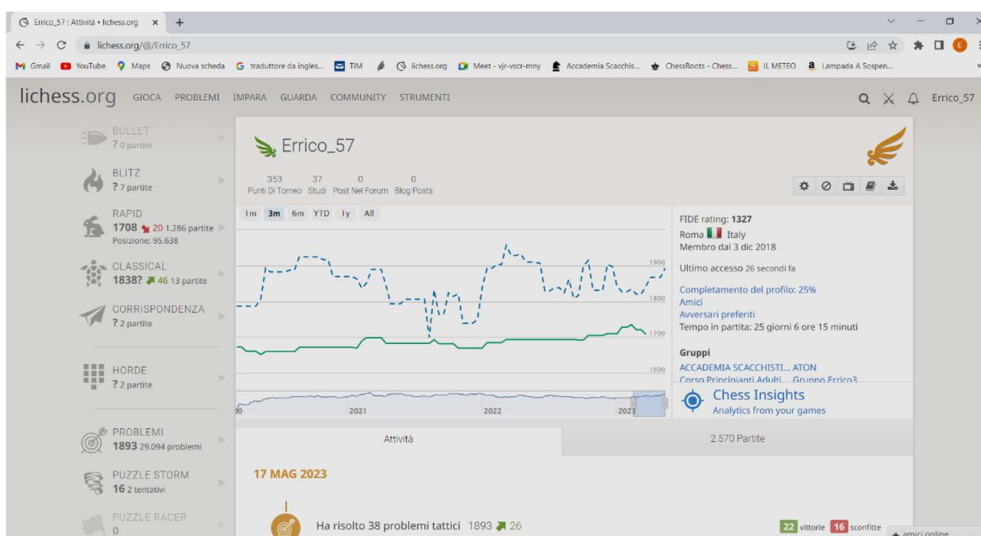 Errico_57 : Attività • lichess.org
lichess.org/@/Errico_57
Gmail YouTube Maps Nuova scheda traduttore da ingles... TIM lichess.org Meet - vjr-vscr-mny Accademia Scacchis... ChessRoots - Chess... IL METEO Lampada A Sospen...
lichess.org GIOCA PROBLEMI IMPARA GUARDA COMMUNITY STRUMENTI Errico_57
BULLET
? 0 partite
BLITZ
? 7 partite
RAPID
1708 20 1.286 partite
Posizione: 95.638
CLASSICAL
1838? 46 13 partite
CORRISPONDENZA
? 2 partite
HORDE
? 2 partite
PROBLEMI
1893 29.094 problemi
PUZZLE STORM
16 2 tentativi
PUZZLE RACER
0
Errico_57
353 37 0 0
Punti Di Torneo Studi Post Nel Forum Blog Posts
1m 3m 6m YTD 1y All
1900
1800
1700
1600
2021 2022 2023
FIDE rating: 1327
Roma Italy
Membro dal 3 dic 2018
Ultimo accesso 26 secondi fa
Completamento del profilo: 25%
Amici
Avversari preferiti
Tempo in partita: 25 giorni 6 ore 15 minuti
Gruppi
ACCADEMIA SCACCHISTI... ATON
Corso Principianti Adulti Gruppo Errico3
Chess Insights
Analytics from your games
Attività 2.570 Partite
17 MAG 2023
Ha risolto 38 problemi tattici 1893 26
22 vittorie 16 sconfitte
amici online